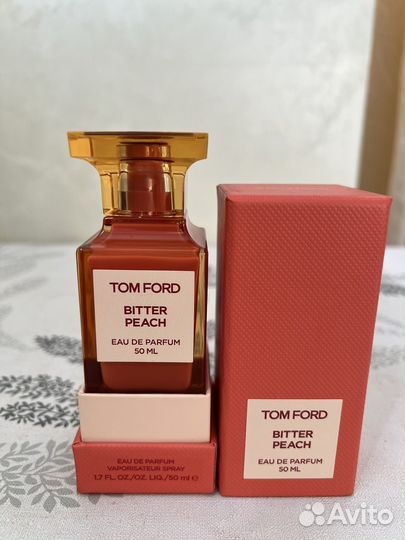 TOM FORD
BITTER
PEACH
EAU DE PARFUM
50 ML
EAU DE PARFUM
VAPORISATEUR SPRAY
1.7 FL. OZ./OZ. LIQ./50 ml ℮
TOM FORD
BITTER
PEACH
EAU DE PARFUM
50 ML
Avito